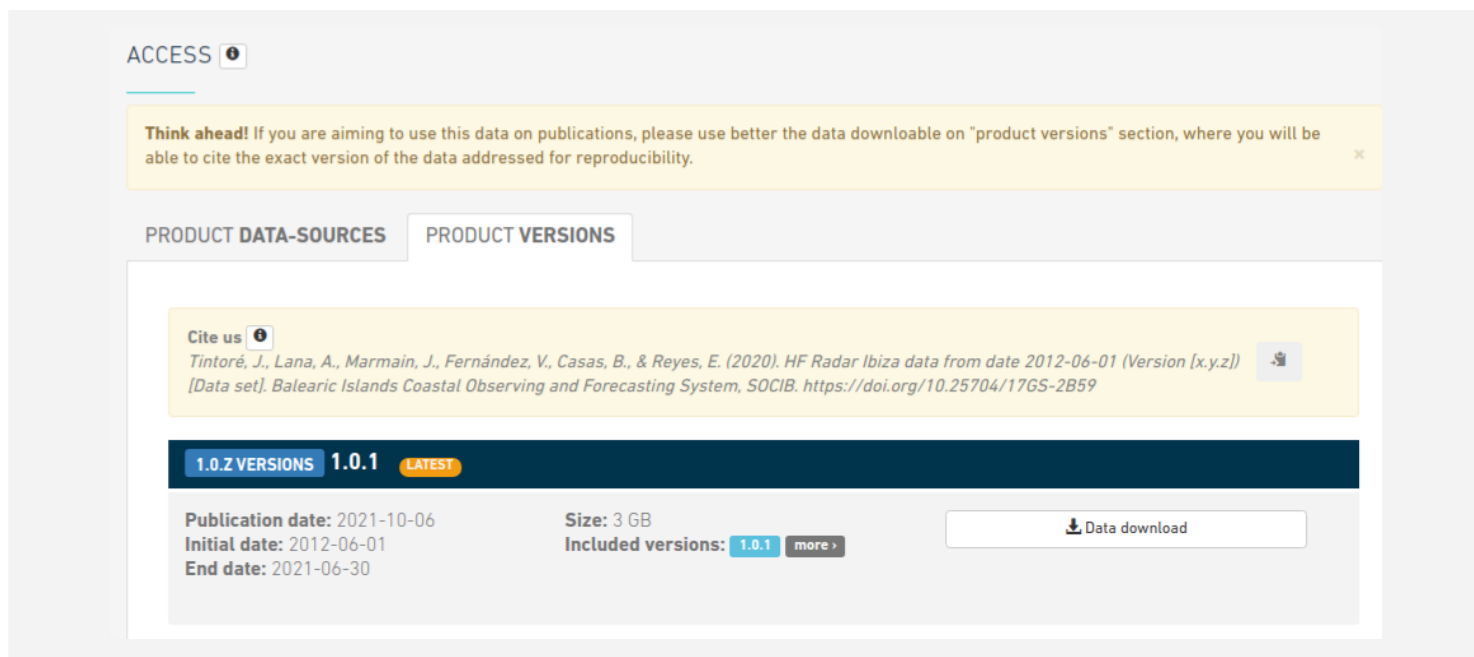 ACCESS
Think ahead! If you are aiming to use this data on publications, please use better the data downloable on "product versions" section, where you will be
able to cite the exact version of the data addressed for reproducibility.
×
PRODUCT DATA-SOURCES
PRODUCT VERSIONS
Cite us
Tintoré, J., Lana, A., Marmain, J., Fernández, V., Casas, B., & Reyes, E. (2020). HF Radar Ibiza data from date 2012-06-01 (Version [x.y.z])
[Data set]. Balearic Islands Coastal Observing and Forecasting System, SOCIB. https://doi.org/10.25704/17GS-2B59
1.0.Z VERSIONS 1.0.1 LATEST
Publication date: 2021-10-06
Initial date: 2012-06-01
End date: 2021-06-30
Size: 3 GB
Included versions: 1.0.1 more ›
Data download